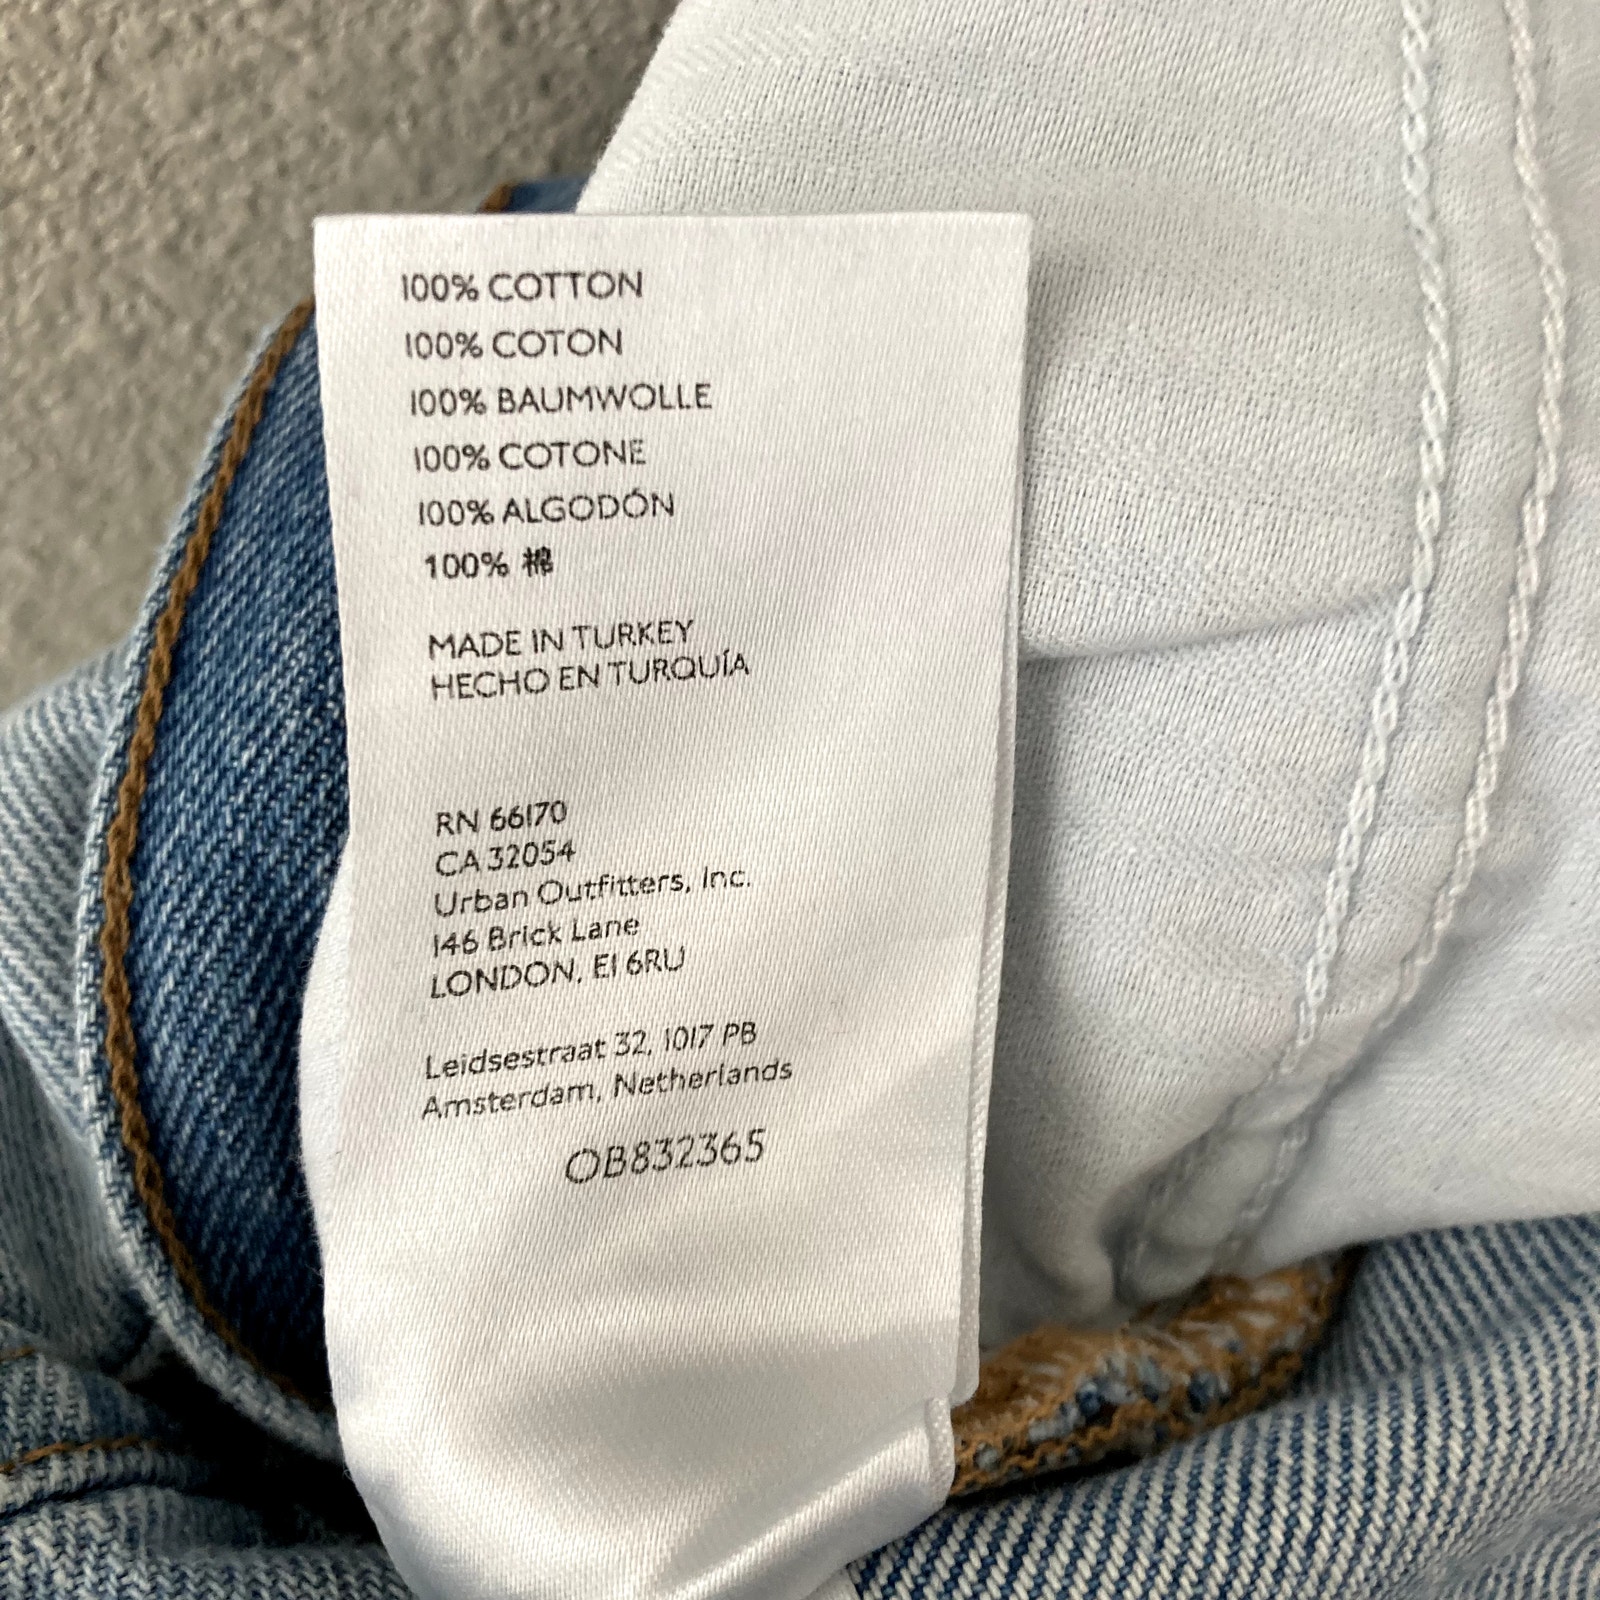 100% COTTON
100% COTON
100% BAUMWOLLE
100% COTONE
100% ALGODÓN
100% 棉
MADE IN TURKEY
HECHO EN TURQUÍA
RN 66170
CA 32054
Urban Outfitters, Inc.
146 Brick Lane
LONDON, E1 6RU
Leidsestraat 32, 1017 PB
Amsterdam, Netherlands
OB832365